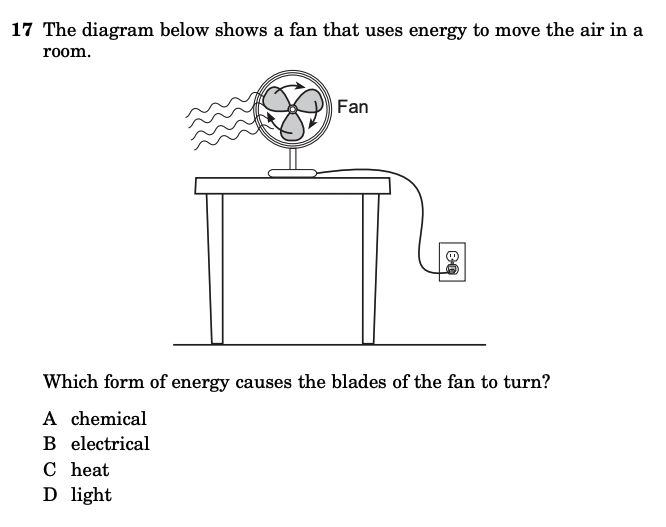 17 The diagram below shows a fan that uses energy to move the air in a
room.
Fan
Which form of energy causes the blades of the fan to turn?
A chemical
B electrical
C heat
D light